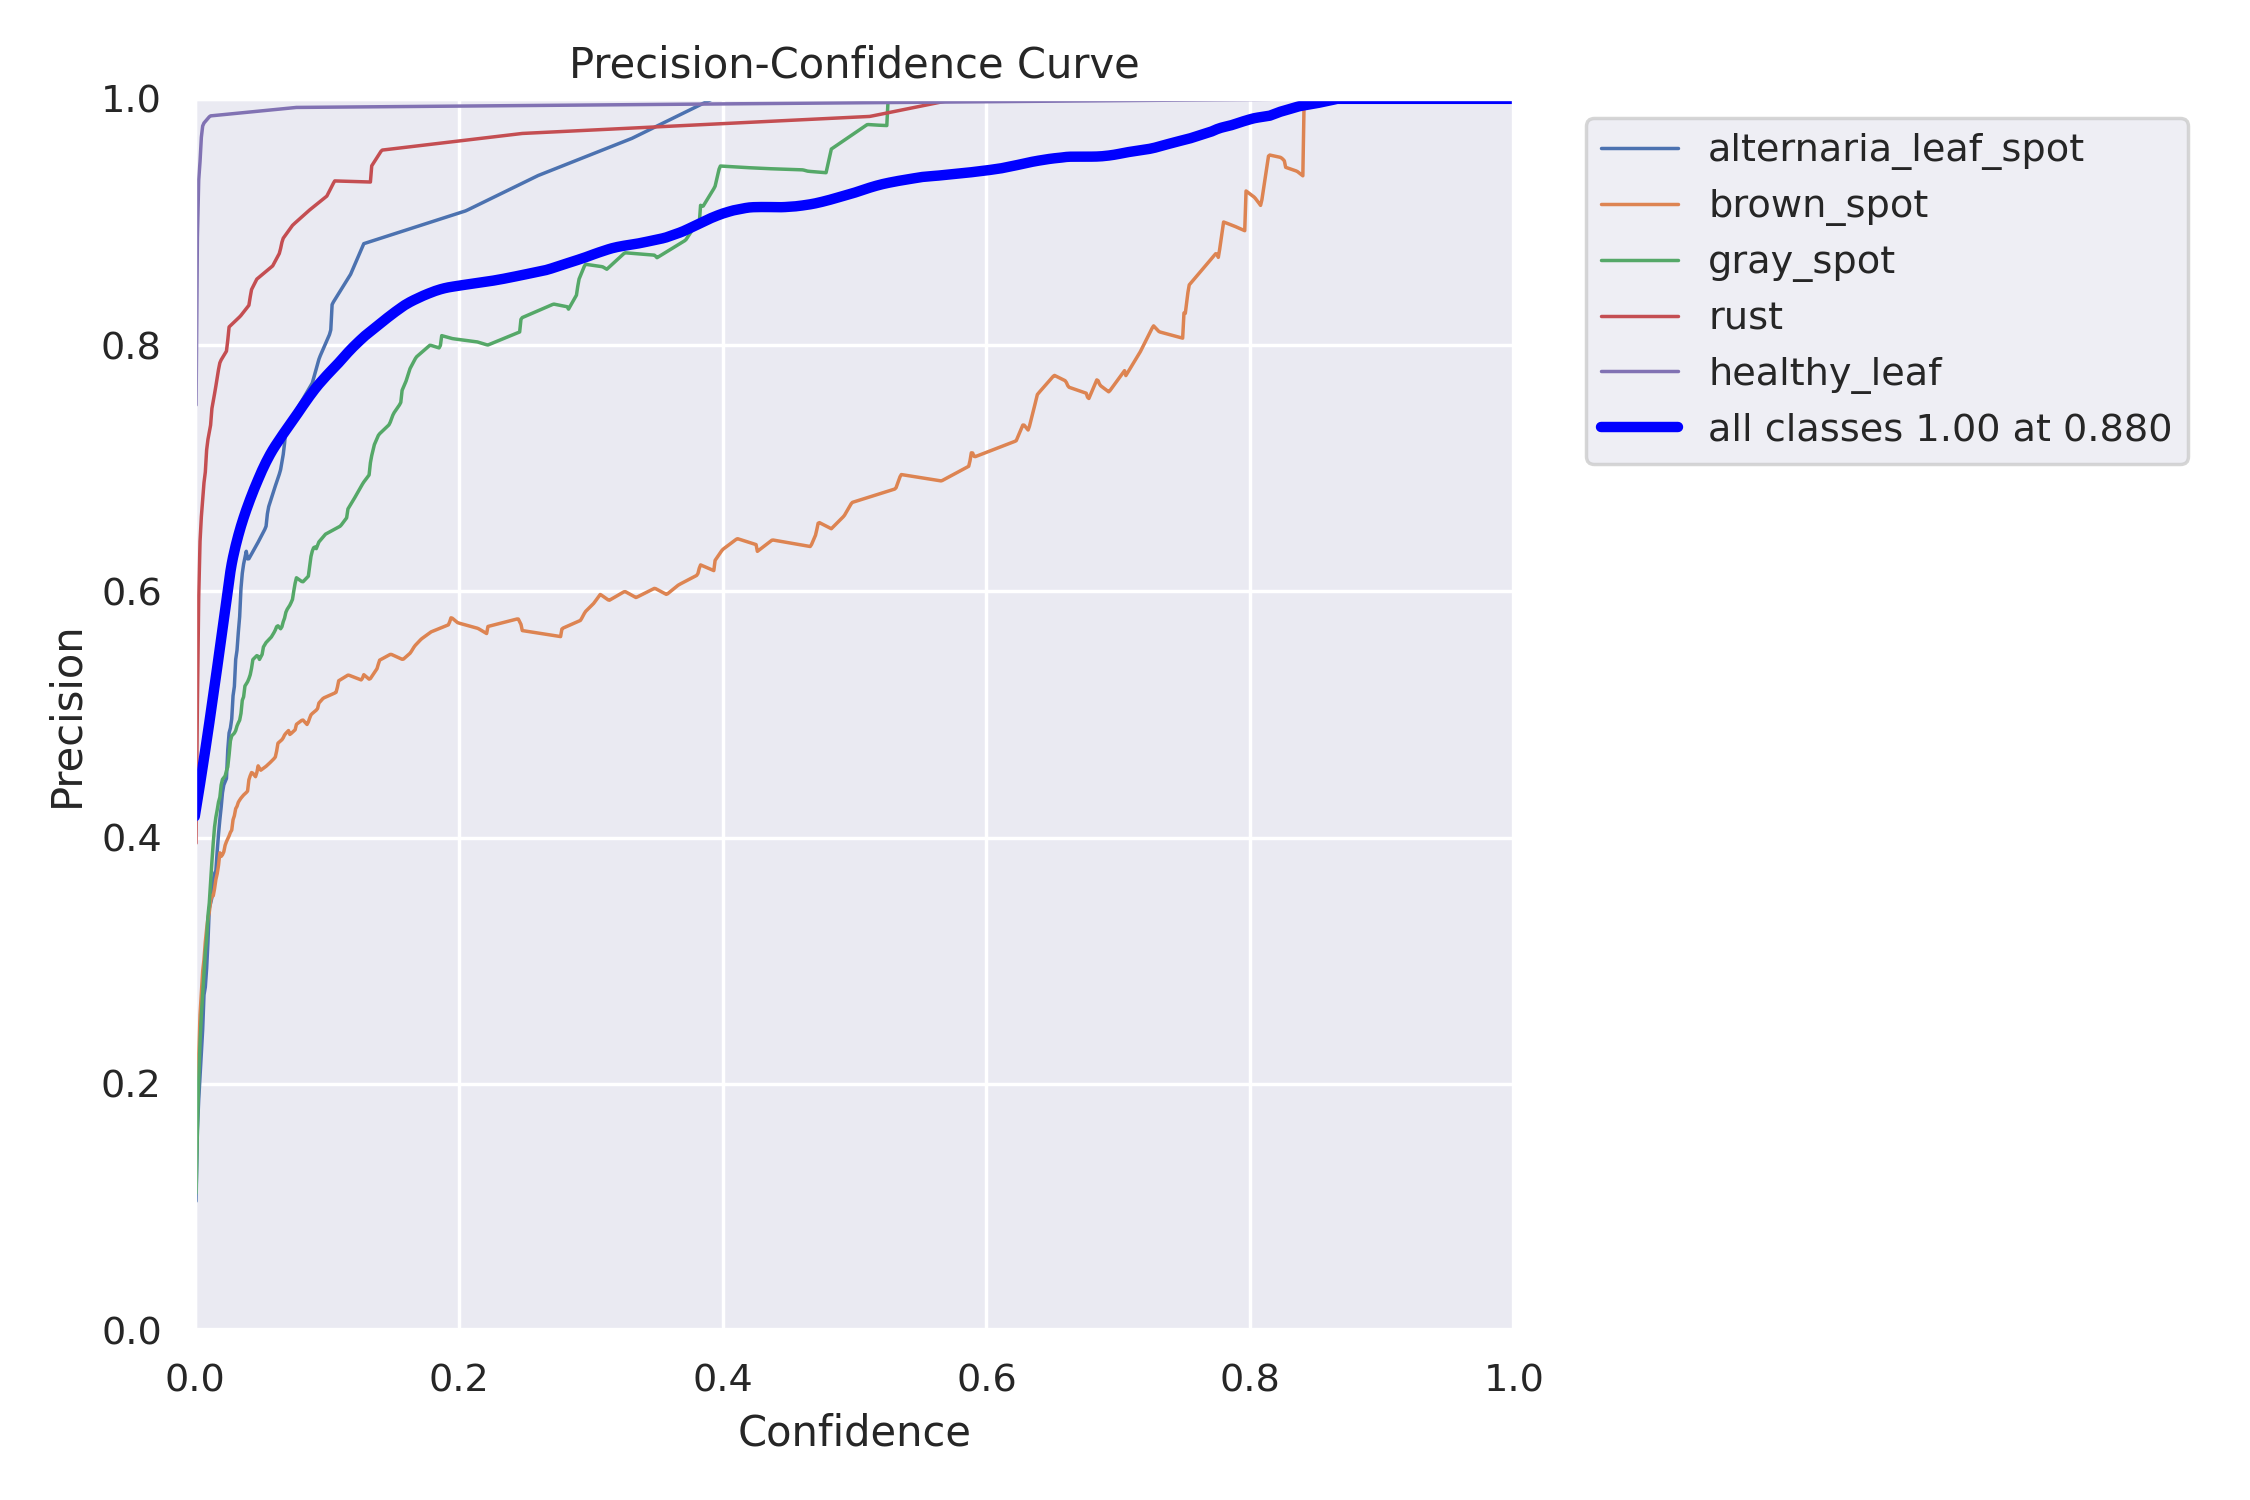 Precision-Confidence Curve
1.0
0.8
0.6
0.4
0.2
0.0
Precision
0.0 0.2 0.4 0.6 0.8 1.0
Confidence
alternaria_leaf_spot
brown_spot
gray_spot
rust
healthy_leaf
all classes 1.00 at 0.880